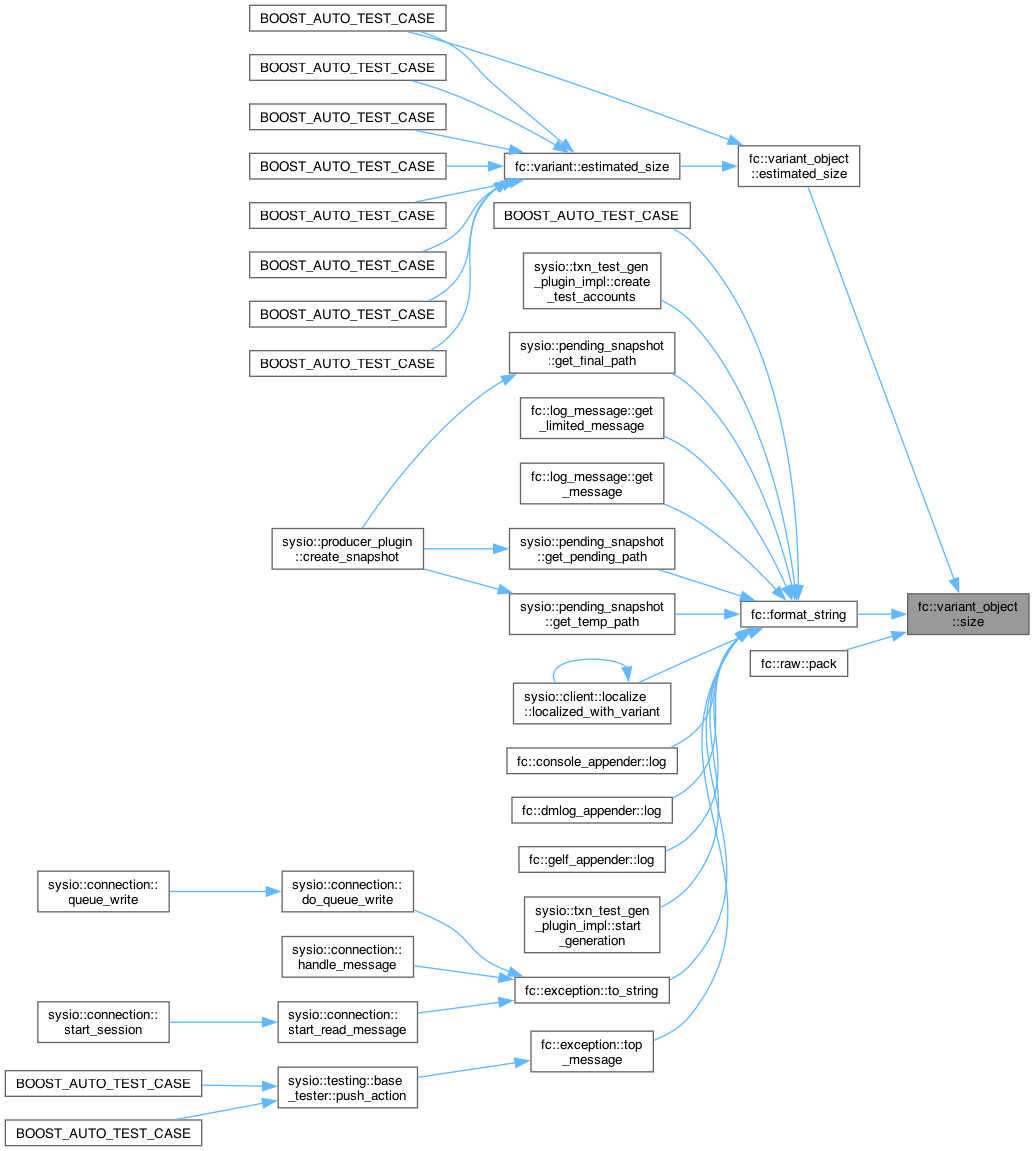 BOOST_AUTO_TEST_CASE
BOOST_AUTO_TEST_CASE
BOOST_AUTO_TEST_CASE
fc::variant_object
::estimated_size
fc::variant::estimated_size
BOOST_AUTO_TEST_CASE
BOOST_AUTO_TEST_CASE
BOOST_AUTO_TEST_CASE
BOOST_AUTO_TEST_CASE
sysio::txn_test_gen
_plugin_impl::create
_test_accounts
BOOST_AUTO_TEST_CASE
sysio::pending_snapshot
::get_final_path
BOOST_AUTO_TEST_CASE
fc::log_message::get
_limited_message
fc::log_message::get
_message
sysio::producer_plugin
::create_snapshot
sysio::pending_snapshot
::get_pending_path
sysio::pending_snapshot
::get_temp_path
fc::format_string
fc::variant_object
::size
fc::raw::pack
sysio::client::localize
::localized_with_variant
fc::console_appender::log
fc::dmlog_appender::log
fc::gelf_appender::log
sysio::connection::
queue_write
sysio::connection::
do_queue_write
sysio::txn_test_gen
_plugin_impl::start
_generation
sysio::connection::
handle_message
fc::exception::to_string
sysio::connection::
start_session
sysio::connection::
start_read_message
fc::exception::top
_message
BOOST_AUTO_TEST_CASE
sysio::testing::base
_tester::push_action
BOOST_AUTO_TEST_CASE